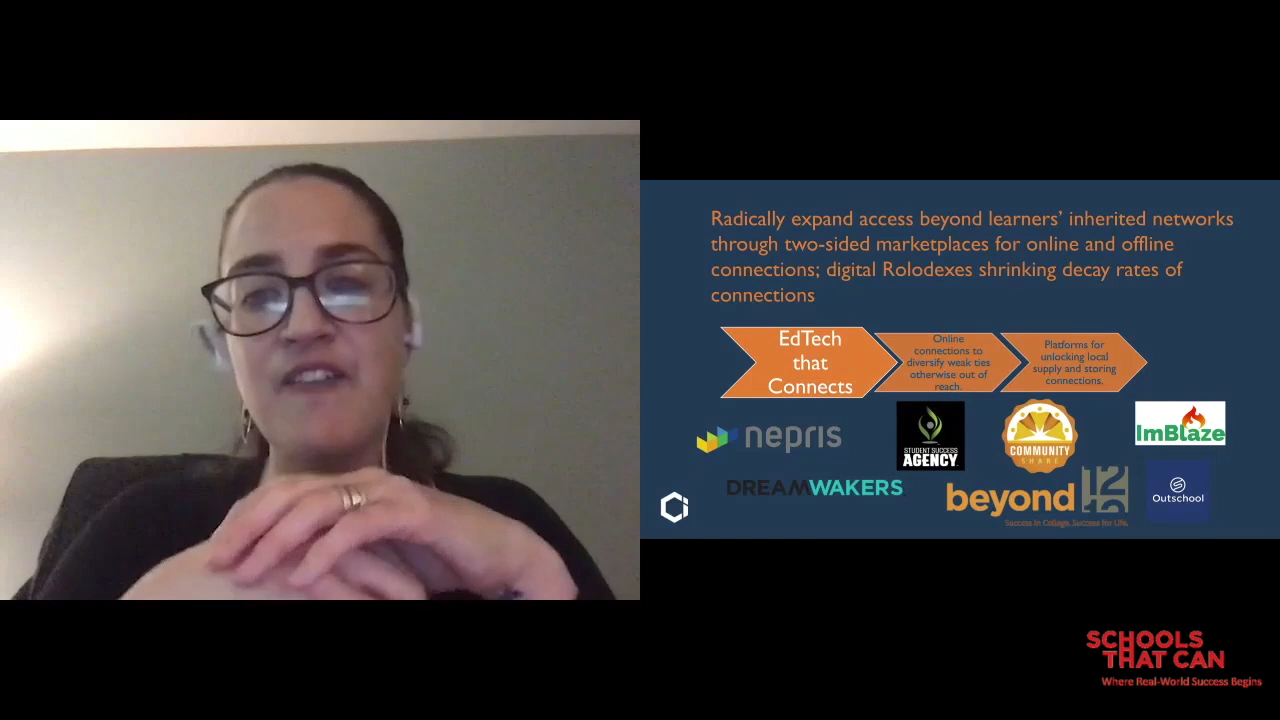 Radically expand access beyond learners' inherited networks
through two-sided marketplaces for online and offline
connections; digital Rolodexes shrinking decay rates of
connections
EdTech
that
Connects
Online
connections to
diversify weak ties
otherwise out of
reach.
Platforms for
unlocking local
supply and storing
connections.
nepris
STUDENT SUCCESS
AGENCY
COMMUNITY
SHARE
ImBlaze
DREAMWAKERS
beyond 12
Success in College. Success for Life.
Outschool
SCHOOLS
THAT CAN
Where Real-World Success Begins